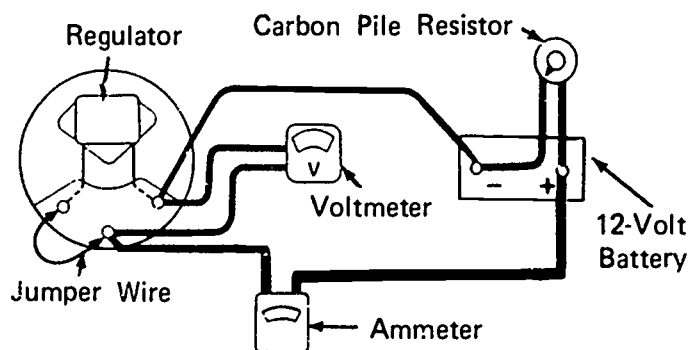 Regulator
Carbon Pile Resistor
V
Voltmeter
- +
12-Volt
Battery
Jumper Wire
Ammeter